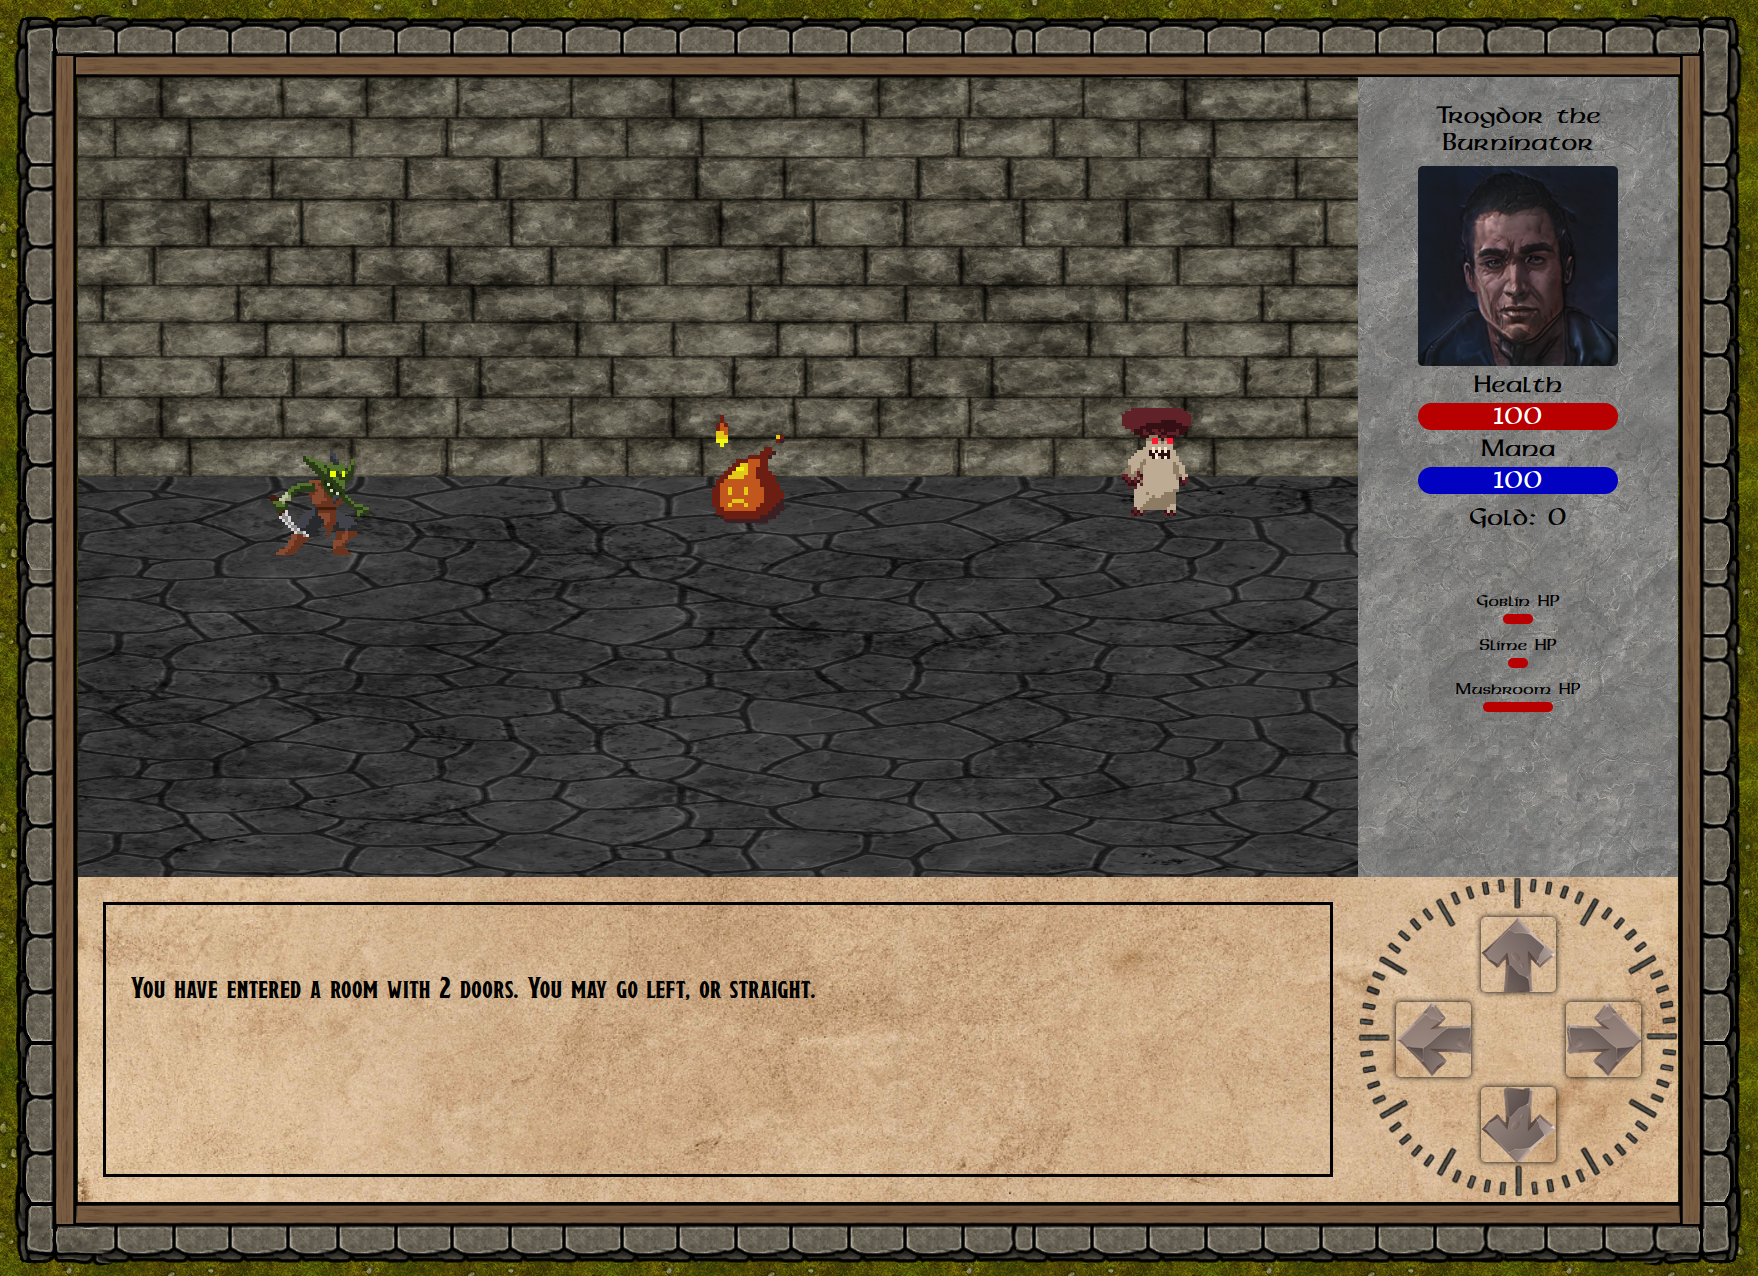 Trogdor the
Burninator
Health
100
Mana
100
Gold: 0
Goblin HP
Slime HP
Mushroom HP
You have entered a room with 2 doors. You may go left, or straight.